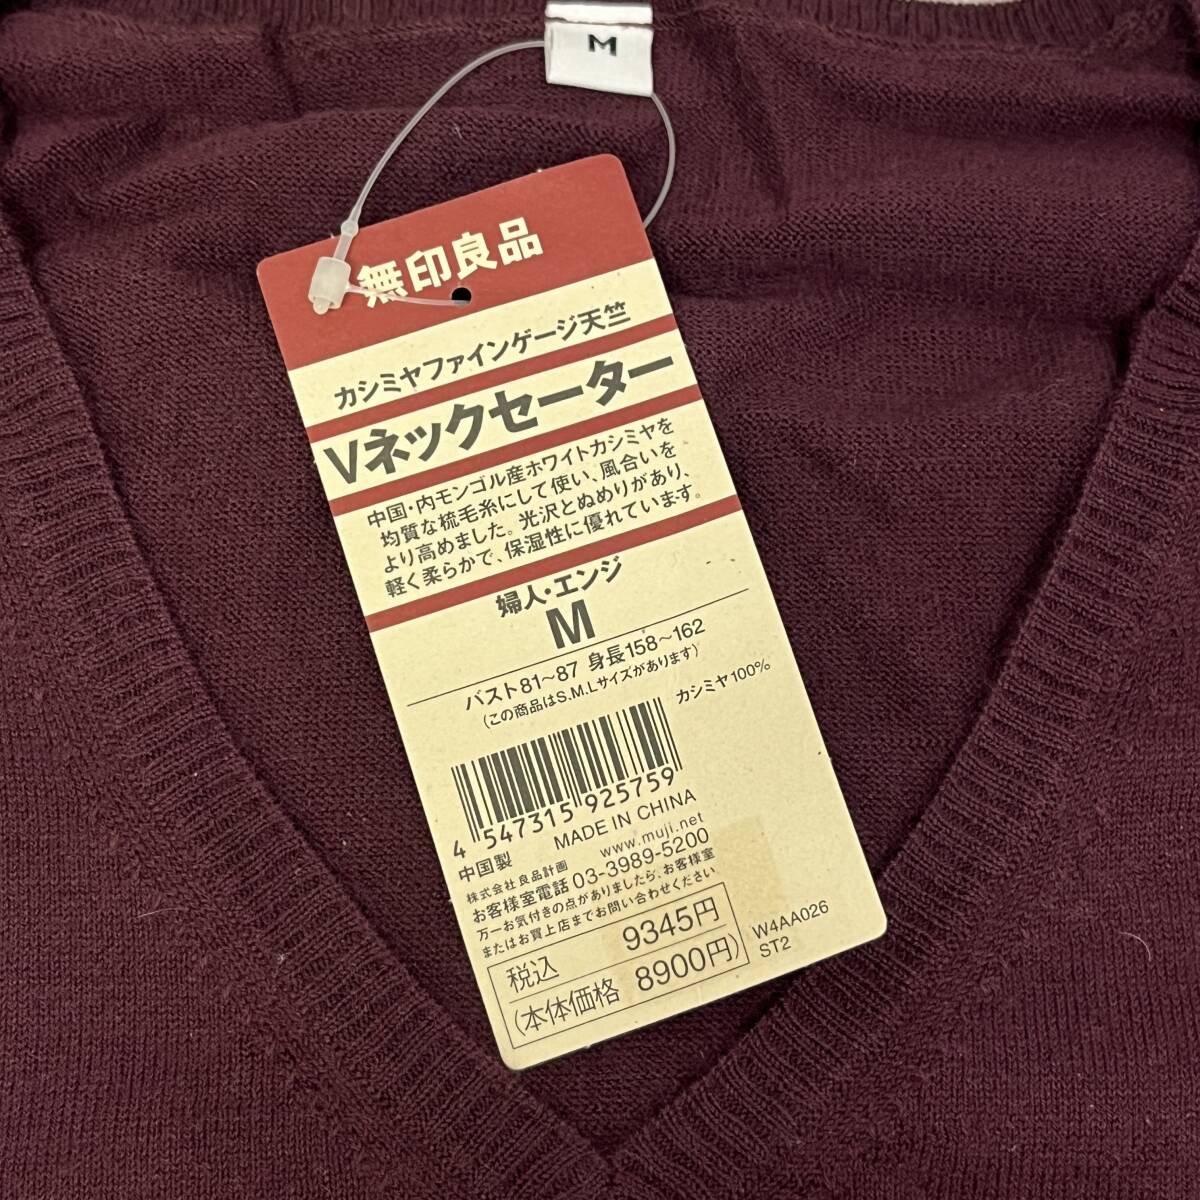 M
無印良品
カシミヤファインゲージ天竺
Vネックセーター
中国・内モンゴル産ホワイトカシミヤを
均質な梳毛糸にして使い、風合いを
より高めました。光沢とぬめりがあり、
軽く柔らかで、保湿性に優れています。
婦人・エンジ
M
バスト81〜87 身長158〜162
(この商品はS.M.Lサイズがあります)
カシミヤ100%
4 547315 925759
中国製 MADE IN CHINA
株式会社 良品計画 www.muji.net
お客様室電話 03-3989-5200
万一お気付きの点がありましたら、お客様室
またはお買上店までお問い合わせください
税込 9345円
(本体価格 8900円)
W4AA026
ST2